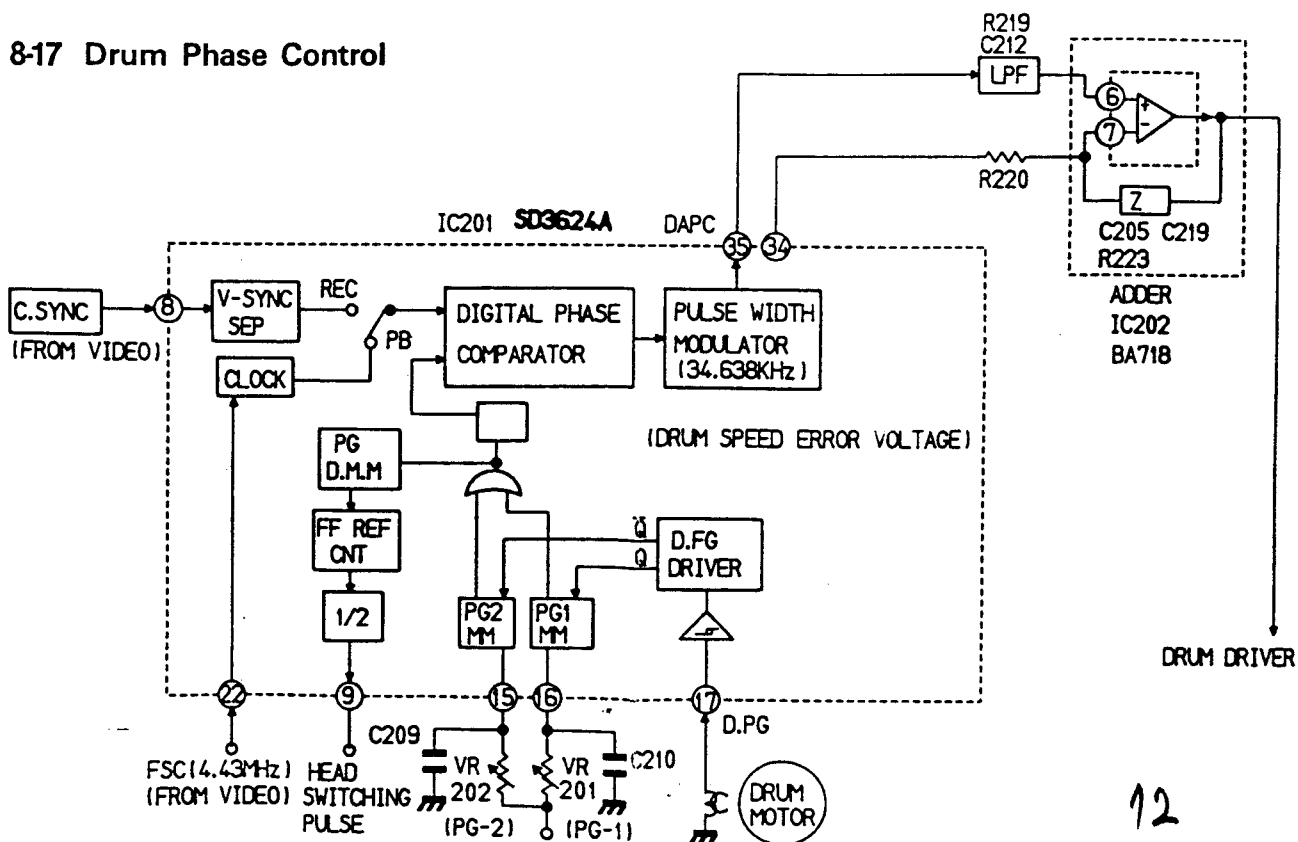 8-17 Drum Phase Control
R219
C212
LPF
6
7
R220
Z
C205 C219
R223
ADDER
IC202
BA718
IC201 SD3624A
DAPC
35
34
C.SYNC
(FROM VIDEO)
8
V-SYNC
SEP
REC
PB
CLOCK
DIGITAL PHASE
COMPARATOR
PULSE WIDTH
MODULATOR
(34.638KHz)
(DRUM SPEED ERROR VOLTAGE)
PG
D.M.M
FF REF
CNT
1/2
Q̄
Q
D.FG
DRIVER
PG2
MM
PG1
MM
DRUM DRIVER
22
9
15
16
17
D.PG
C209
VR
202
VR
201
C210
FSC(4.43MHz)
(FROM VIDEO)
HEAD
SWITCHING
PULSE
(PG-2)
(PG-1)
DRUM
MOTOR
12